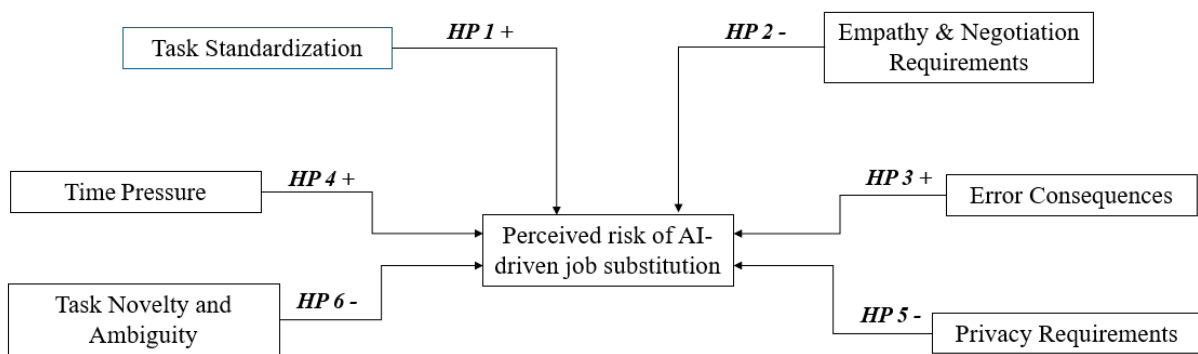 Task Standardization
HP 1 +
HP 2 -
Empathy & Negotiation
Requirements
Time Pressure
HP 4 +
HP 3 +
Error Consequences
Perceived risk of AI-
driven job substitution
Task Novelty and
Ambiguity
HP 6 -
HP 5 -
Privacy Requirements